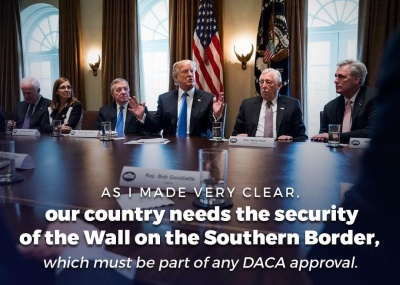 Rep. Bob Goodlatte
AS I MADE VERY CLEAR,
our country needs the security
of the Wall on the Southern Border,
which must be part of any DACA approval.